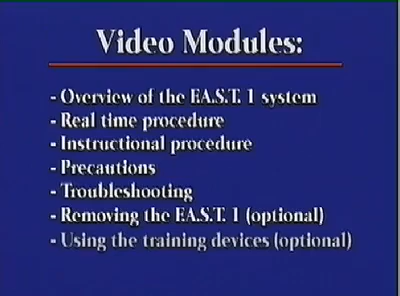 Video Modules:
- Overview of the F.A.S.T. 1 system
- Real time procedure
- Instructional procedure
- Precautions
- Troubleshooting
- Removing the F.A.S.T. 1 (optional)
- Using the training devices (optional)